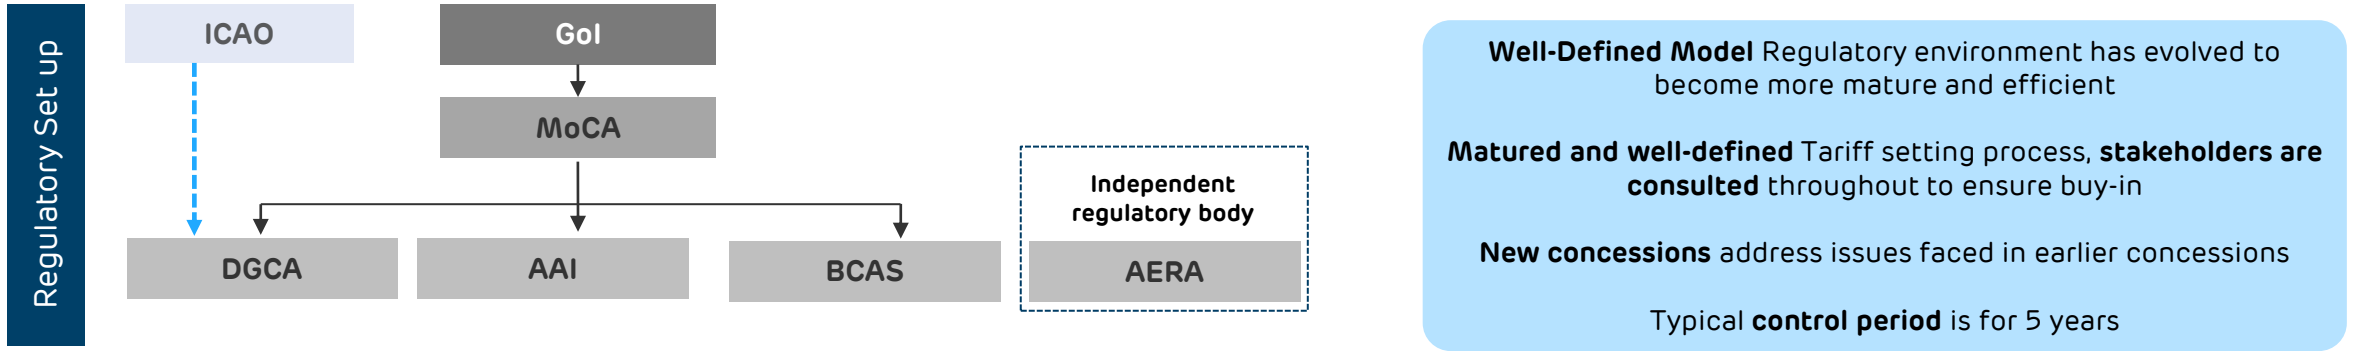 Regulatory Set up
ICAO
GoI
MoCA
DGCA
AAI
BCAS
Independent
regulatory body
AERA
Well-Defined Model Regulatory environment has evolved to
become more mature and efficient
Matured and well-defined Tariff setting process, stakeholders are
consulted throughout to ensure buy-in
New concessions address issues faced in earlier concessions
Typical control period is for 5 years